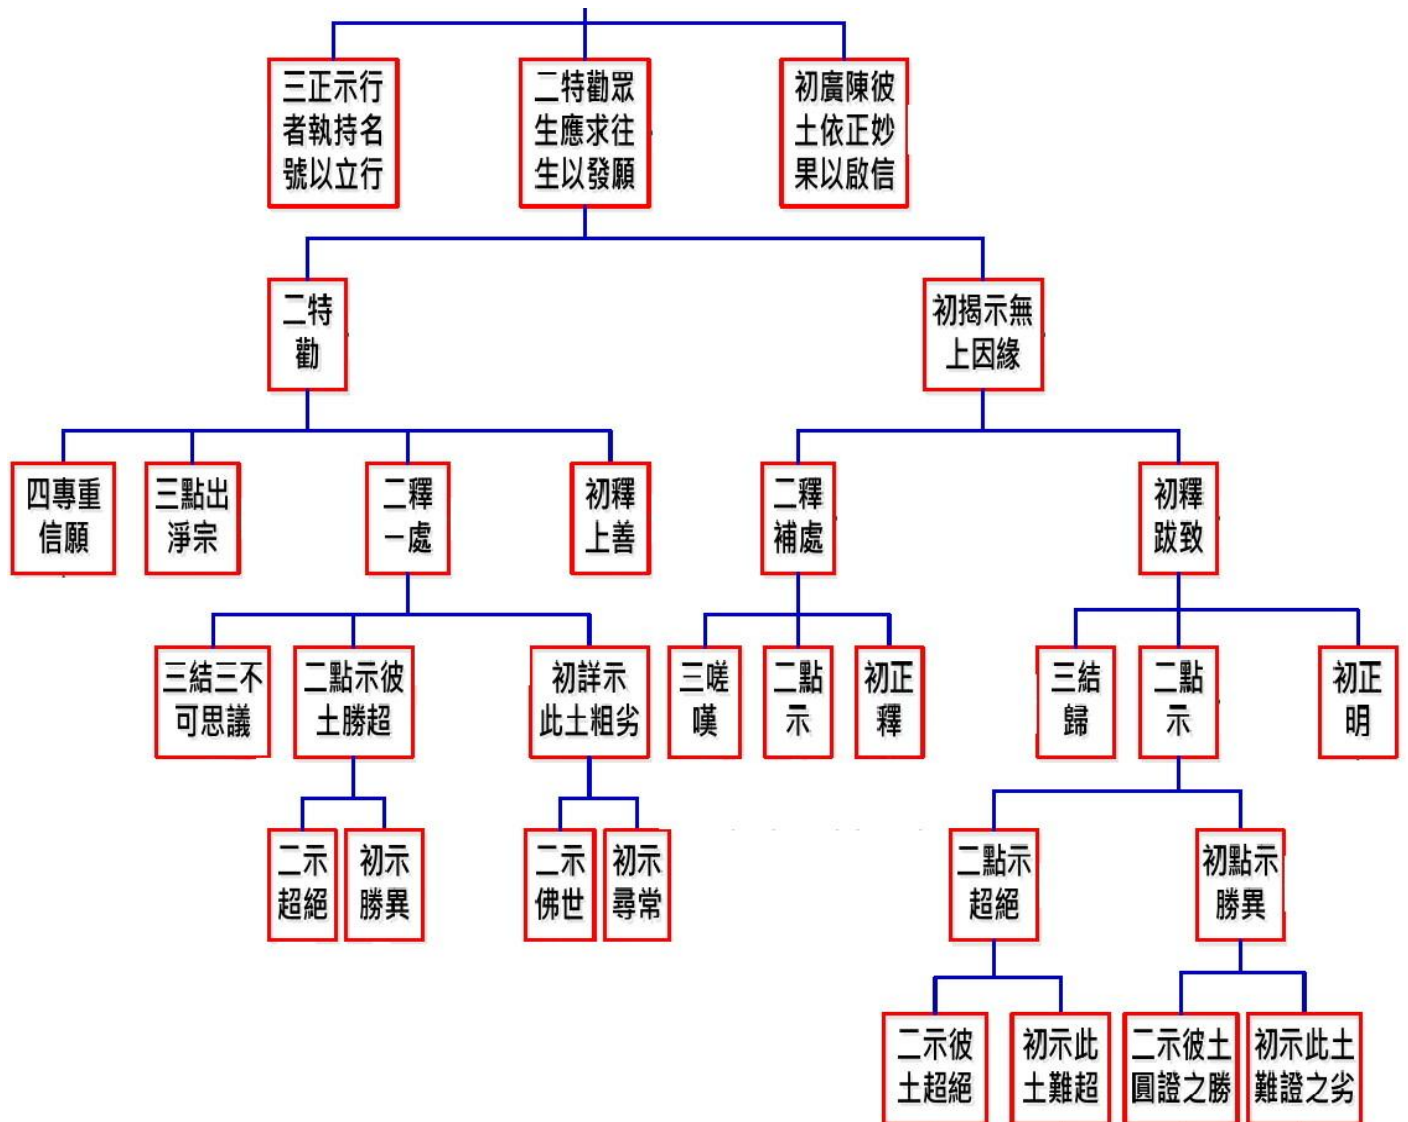 三正示行
者執持名
號以立行
二特勸眾
生應求往
生以發願
初廣陳彼
土依正妙
果以啟信
二特
勸
初揭示無
上因緣
四專重
信願
三點出
淨宗
二釋
一處
初釋
上善
二釋
補處
初釋
跋致
三結三不
可思議
二點示彼
土勝超
初詳示
此土粗劣
三嗟
嘆
二點
示
初正
釋
三結
歸
二點
示
初正
明
二示
超絕
初示
勝異
二示
佛世
初示
尋常
二點示
超絕
初點示
勝異
二示彼
土超絕
初示此
土難超
二示彼土
圓證之勝
初示此土
難證之劣